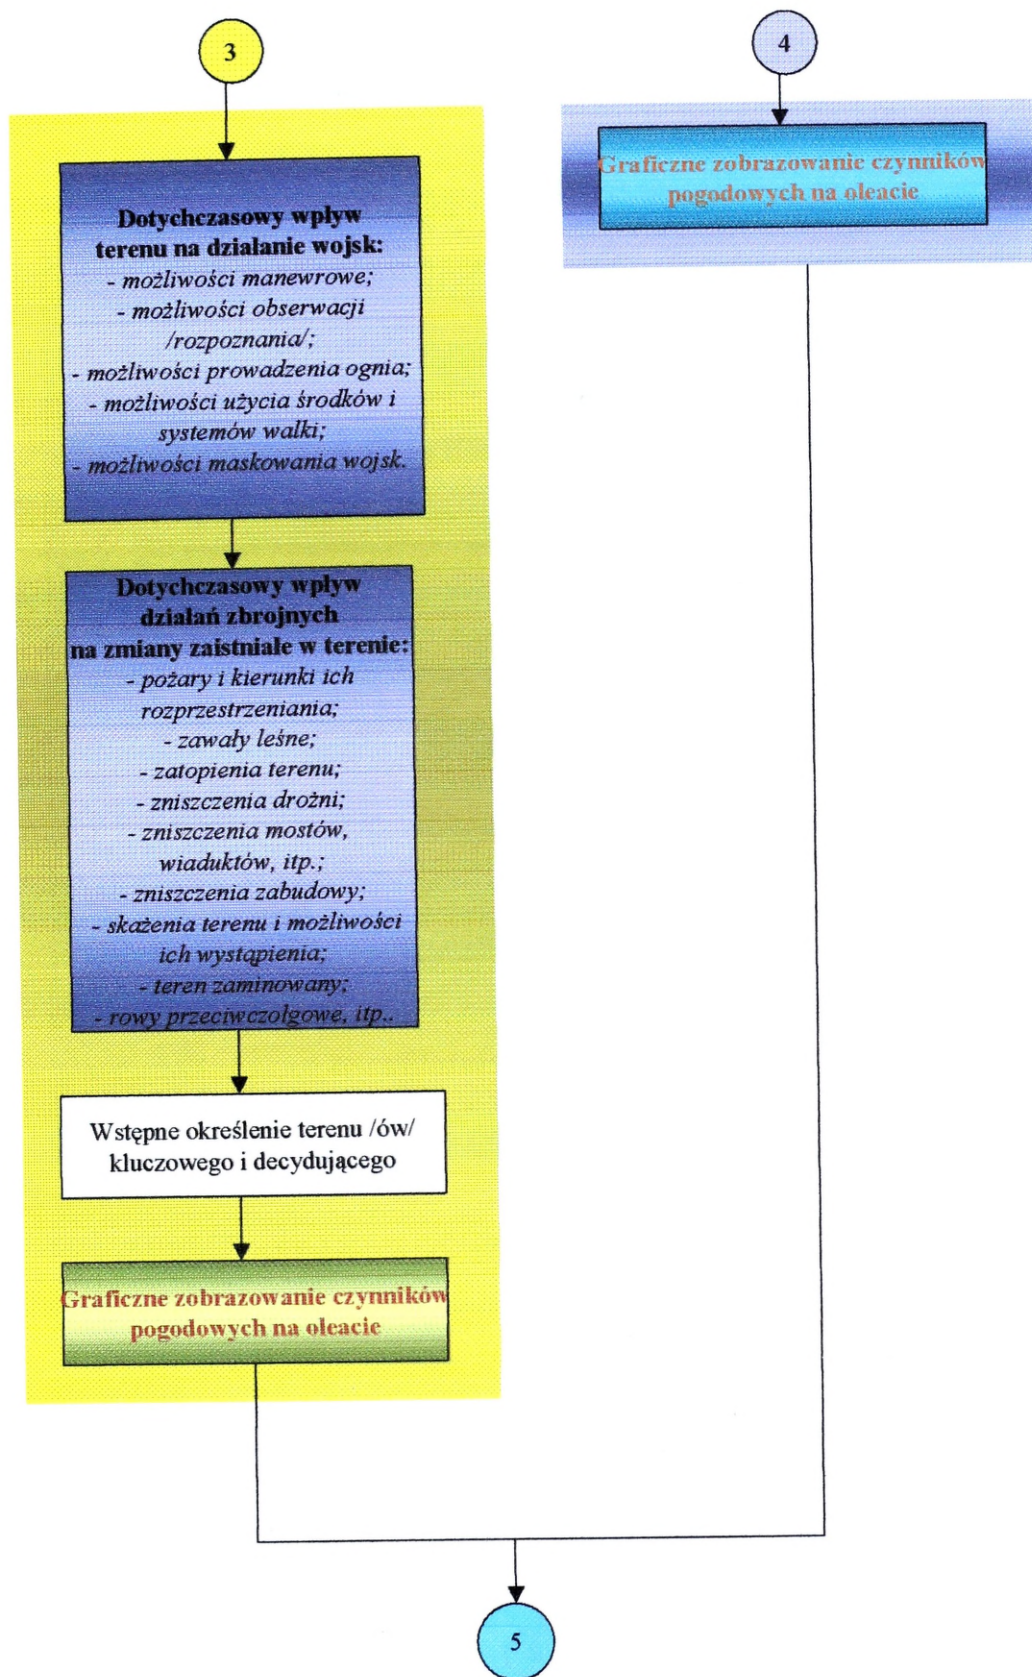 3
Dotychczasowy wpływ
terenu na działanie wojsk:
- możliwości manewrowe;
- możliwości obserwacji
/rozpoznania/;
- możliwości prowadzenia ognia;
- możliwości użycia środków i
systemów walki;
- możliwości maskowania wojsk.
Dotychczasowy wpływ
działań zbrojnych
na zmiany zaistniałe w terenie:
- pożary i kierunki ich
rozprzestrzeniania;
- zawały leśne;
- zatopienia terenu;
- zniszczenia drożni;
- zniszczenia mostów,
wiaduktów, itp.;
- zniszczenia zabudowy;
- skażenia terenu i możliwości
ich wystąpienia;
- teren zaminowany;
- rowy przeciwczołgowe, itp..
Wstępne określenie terenu /ów/
kluczowego i decydującego
Graficzne zobrazowanie czynników
pogodowych na oleacie
4
Graficzne zobrazowanie czynników
pogodowych na oleacie
5